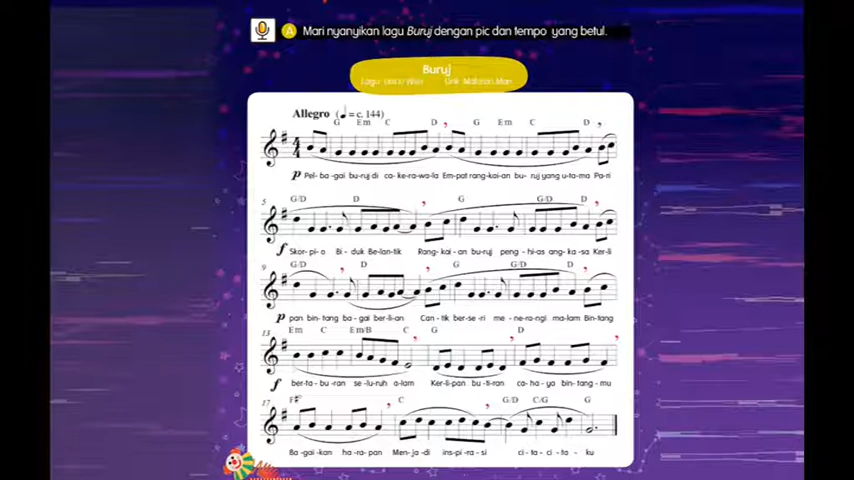 A Mari nyanyikan lagu Buruj dengan pic dan tempo yang betul.
Buruj
Allegro (♩ = c. 144)
G Em C D G Em C D
p Pel-ba-gai bu-ruj di ca-ke-ra-wa-la Em-pat rang-kai-an bu-ruj yang u-ta-ma Pa-ri
5 G/D D G G/D D
f Skor-pi-o Bi-duk Be-lan-tik Rang-kai-an bu-ruj peng-hi-as ang-ka-sa Ker-li
9 G/D D G G/D D
p pan bin-tang ba-gai ber-li-an Can-tik ber-se-ri me-ne-ra-ngi ma-lam Bin-tang
13 Em C Em/B C G D
f ber-ta-bu-ran se-lu-ruh a-lam Ker-li-pan bu-ti-ran ca-ha-ya bin-tang-mu
17 F# C G/D C/G G
Ba-gai-kan ha-ra-pan Men-ja-di ins-pi-ra-si ci-ta-ci-ta-ku